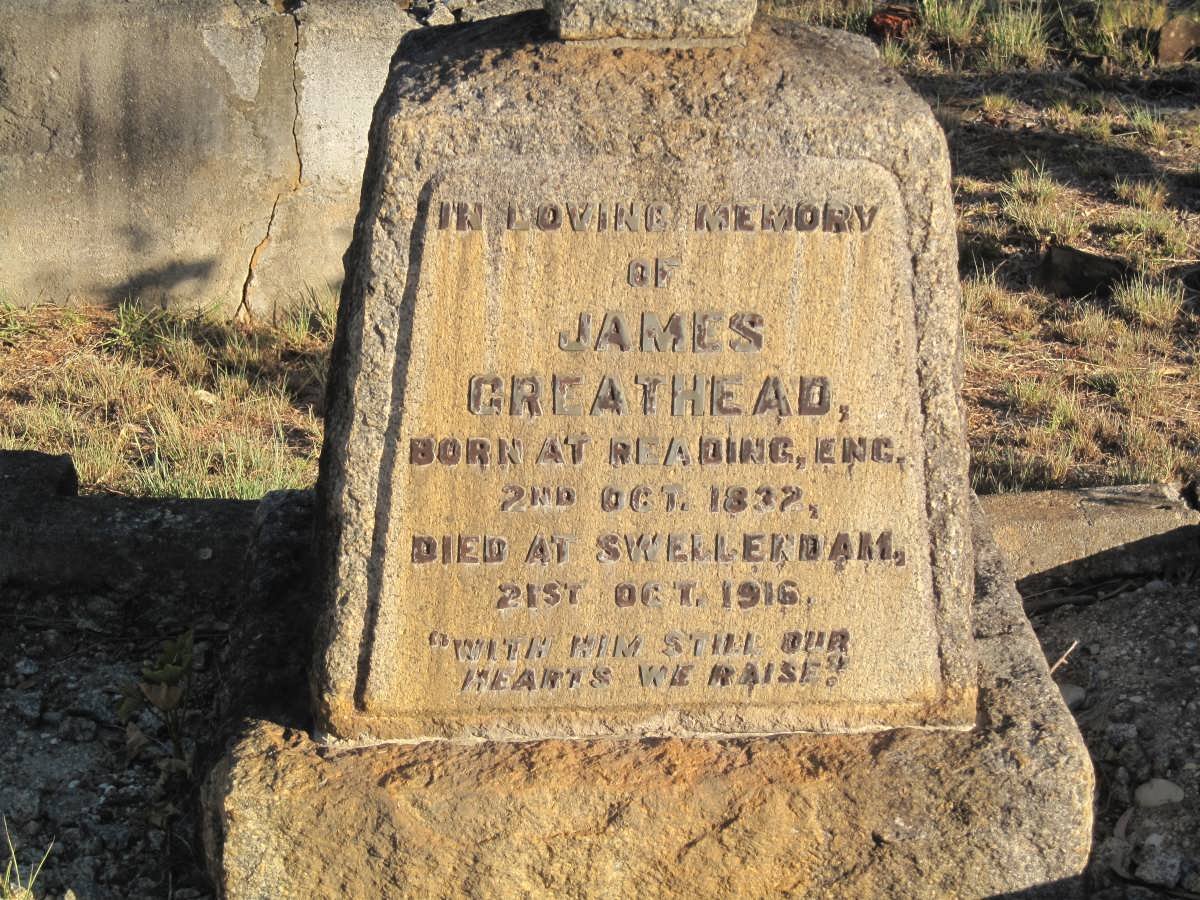 IN LOVING MEMORY
OF
JAMES
GREATHEAD,
BORN AT READING, ENG.
2ND OCT. 1832,
DIED AT SWELLENDAM,
21ST OCT. 1916.
"WITH HIM STILL OUR
HEARTS WE RAISE"